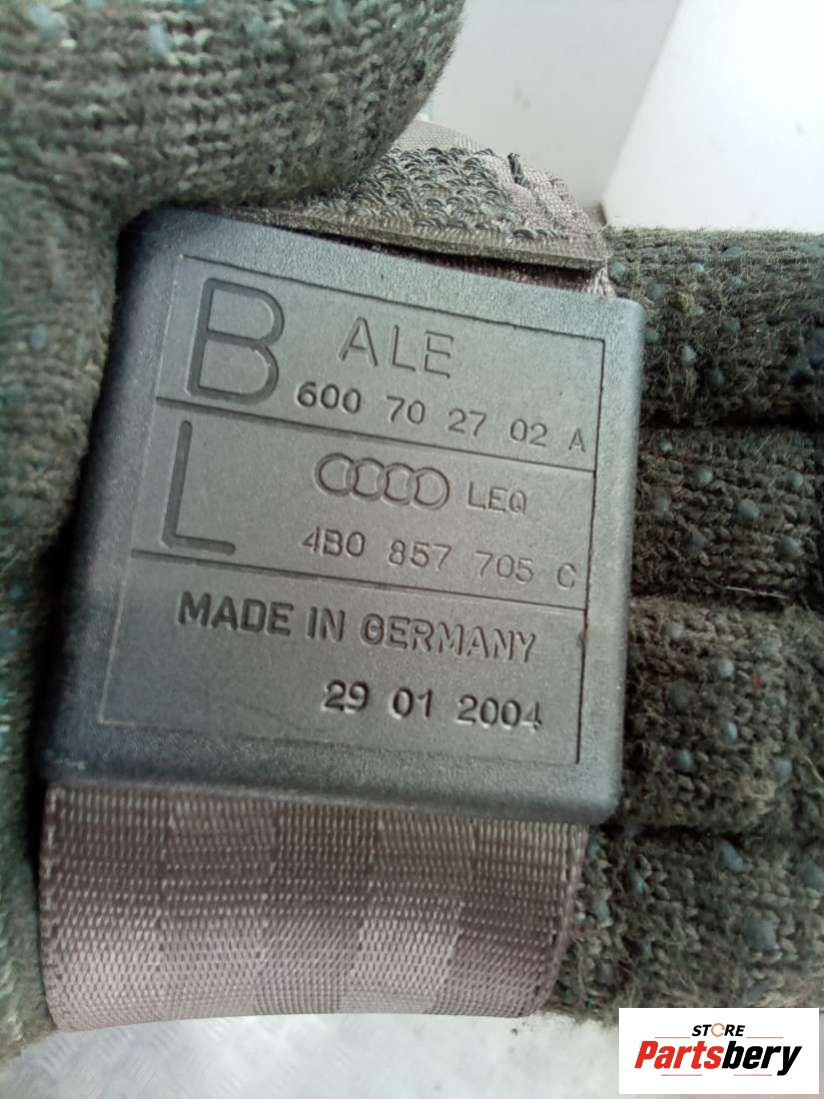 B ALE
600 70 27 02 A
L LEQ
4B0 857 705 C
MADE IN GERMANY
29 01 2004
STORE
Partsbery